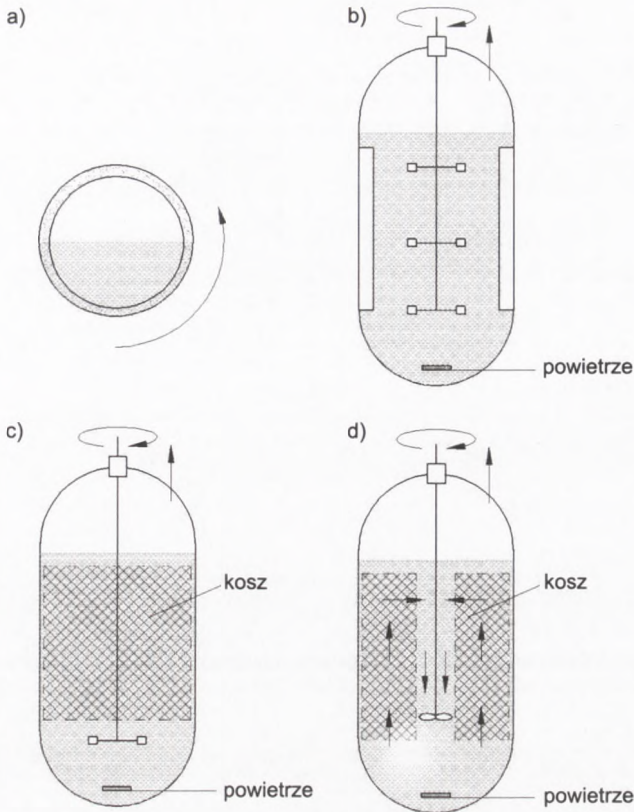 a)
b)
powietrze
c)
d)
kosz
kosz
powietrze
powietrze